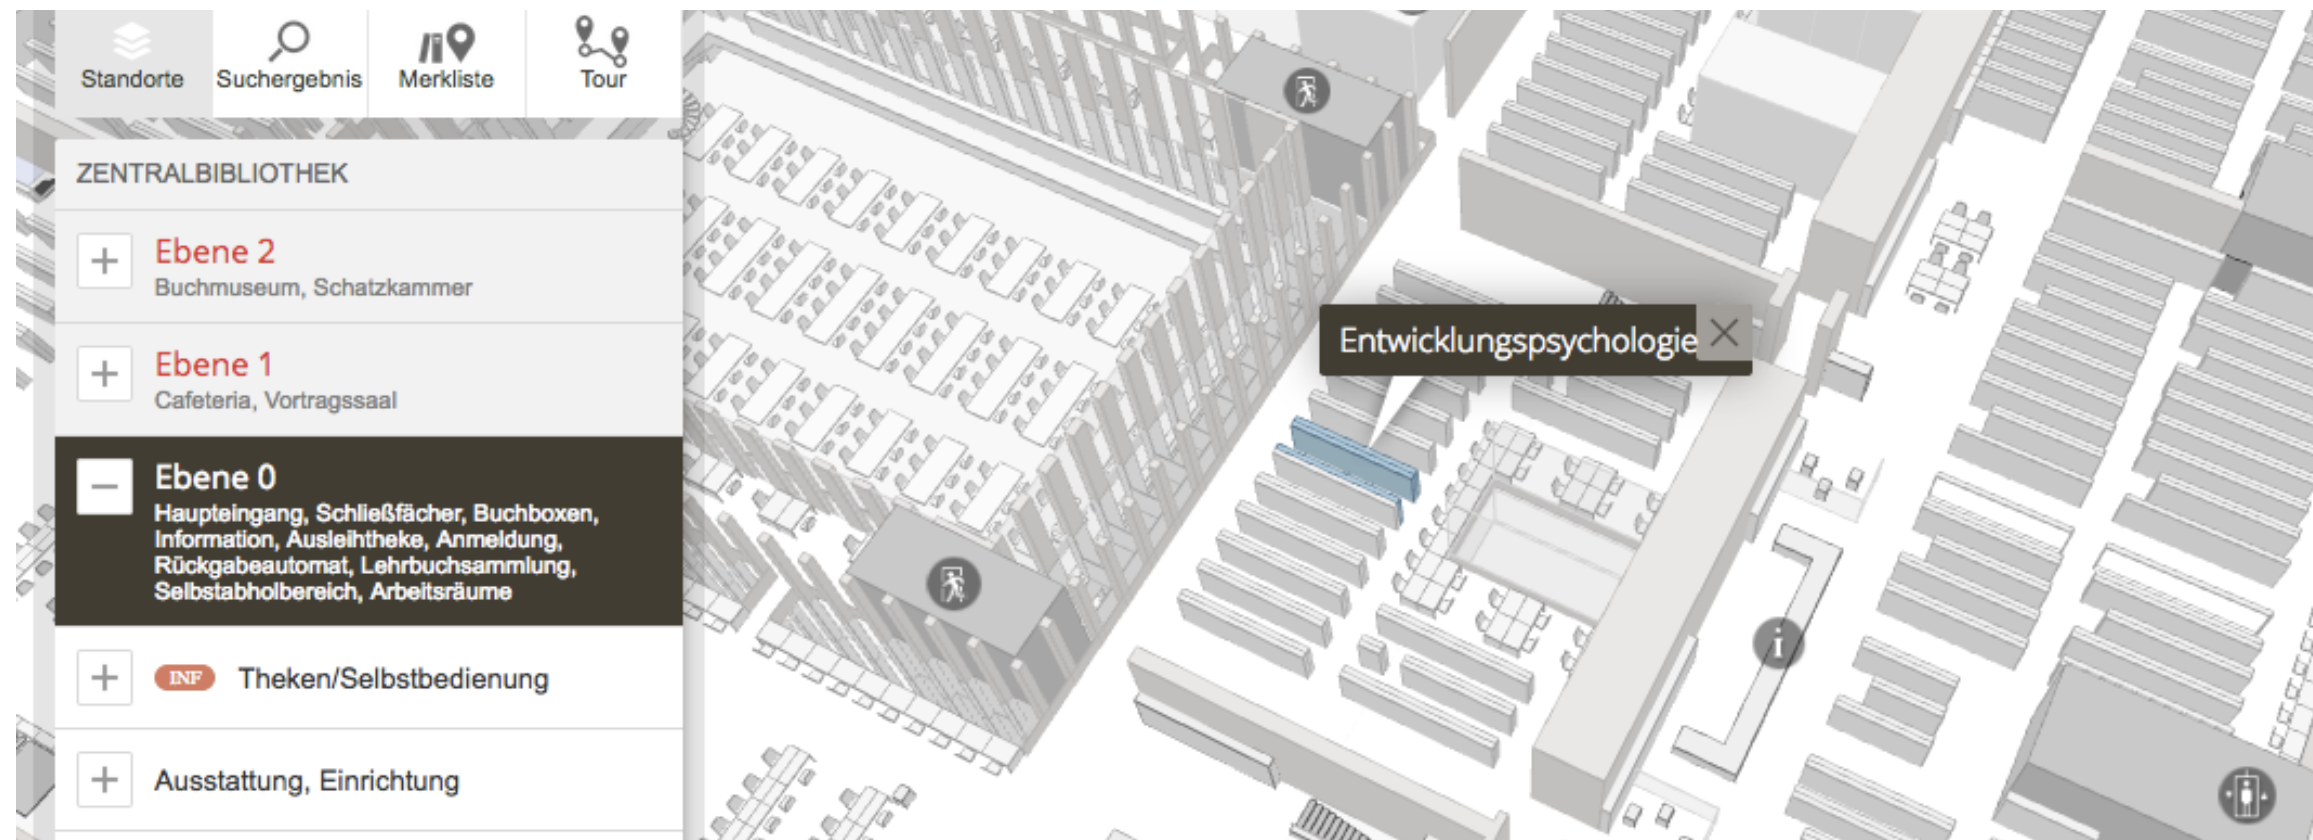 Standorte
Suchergebnis
Merkliste
Tour
ZENTRALBIBLIOTHEK
Ebene 2
Buchmuseum, Schatzkammer
Ebene 1
Cafeteria, Vortragssaal
Ebene 0
Haupteingang, Schließfächer, Buchboxen,
Information, Ausleihtheke, Anmeldung,
Rückgabeautomat, Lehrbuchsammlung,
Selbstabholbereich, Arbeitsräume
INF Theken/Selbstbedienung
Ausstattung, Einrichtung
Entwicklungspsychologie
i